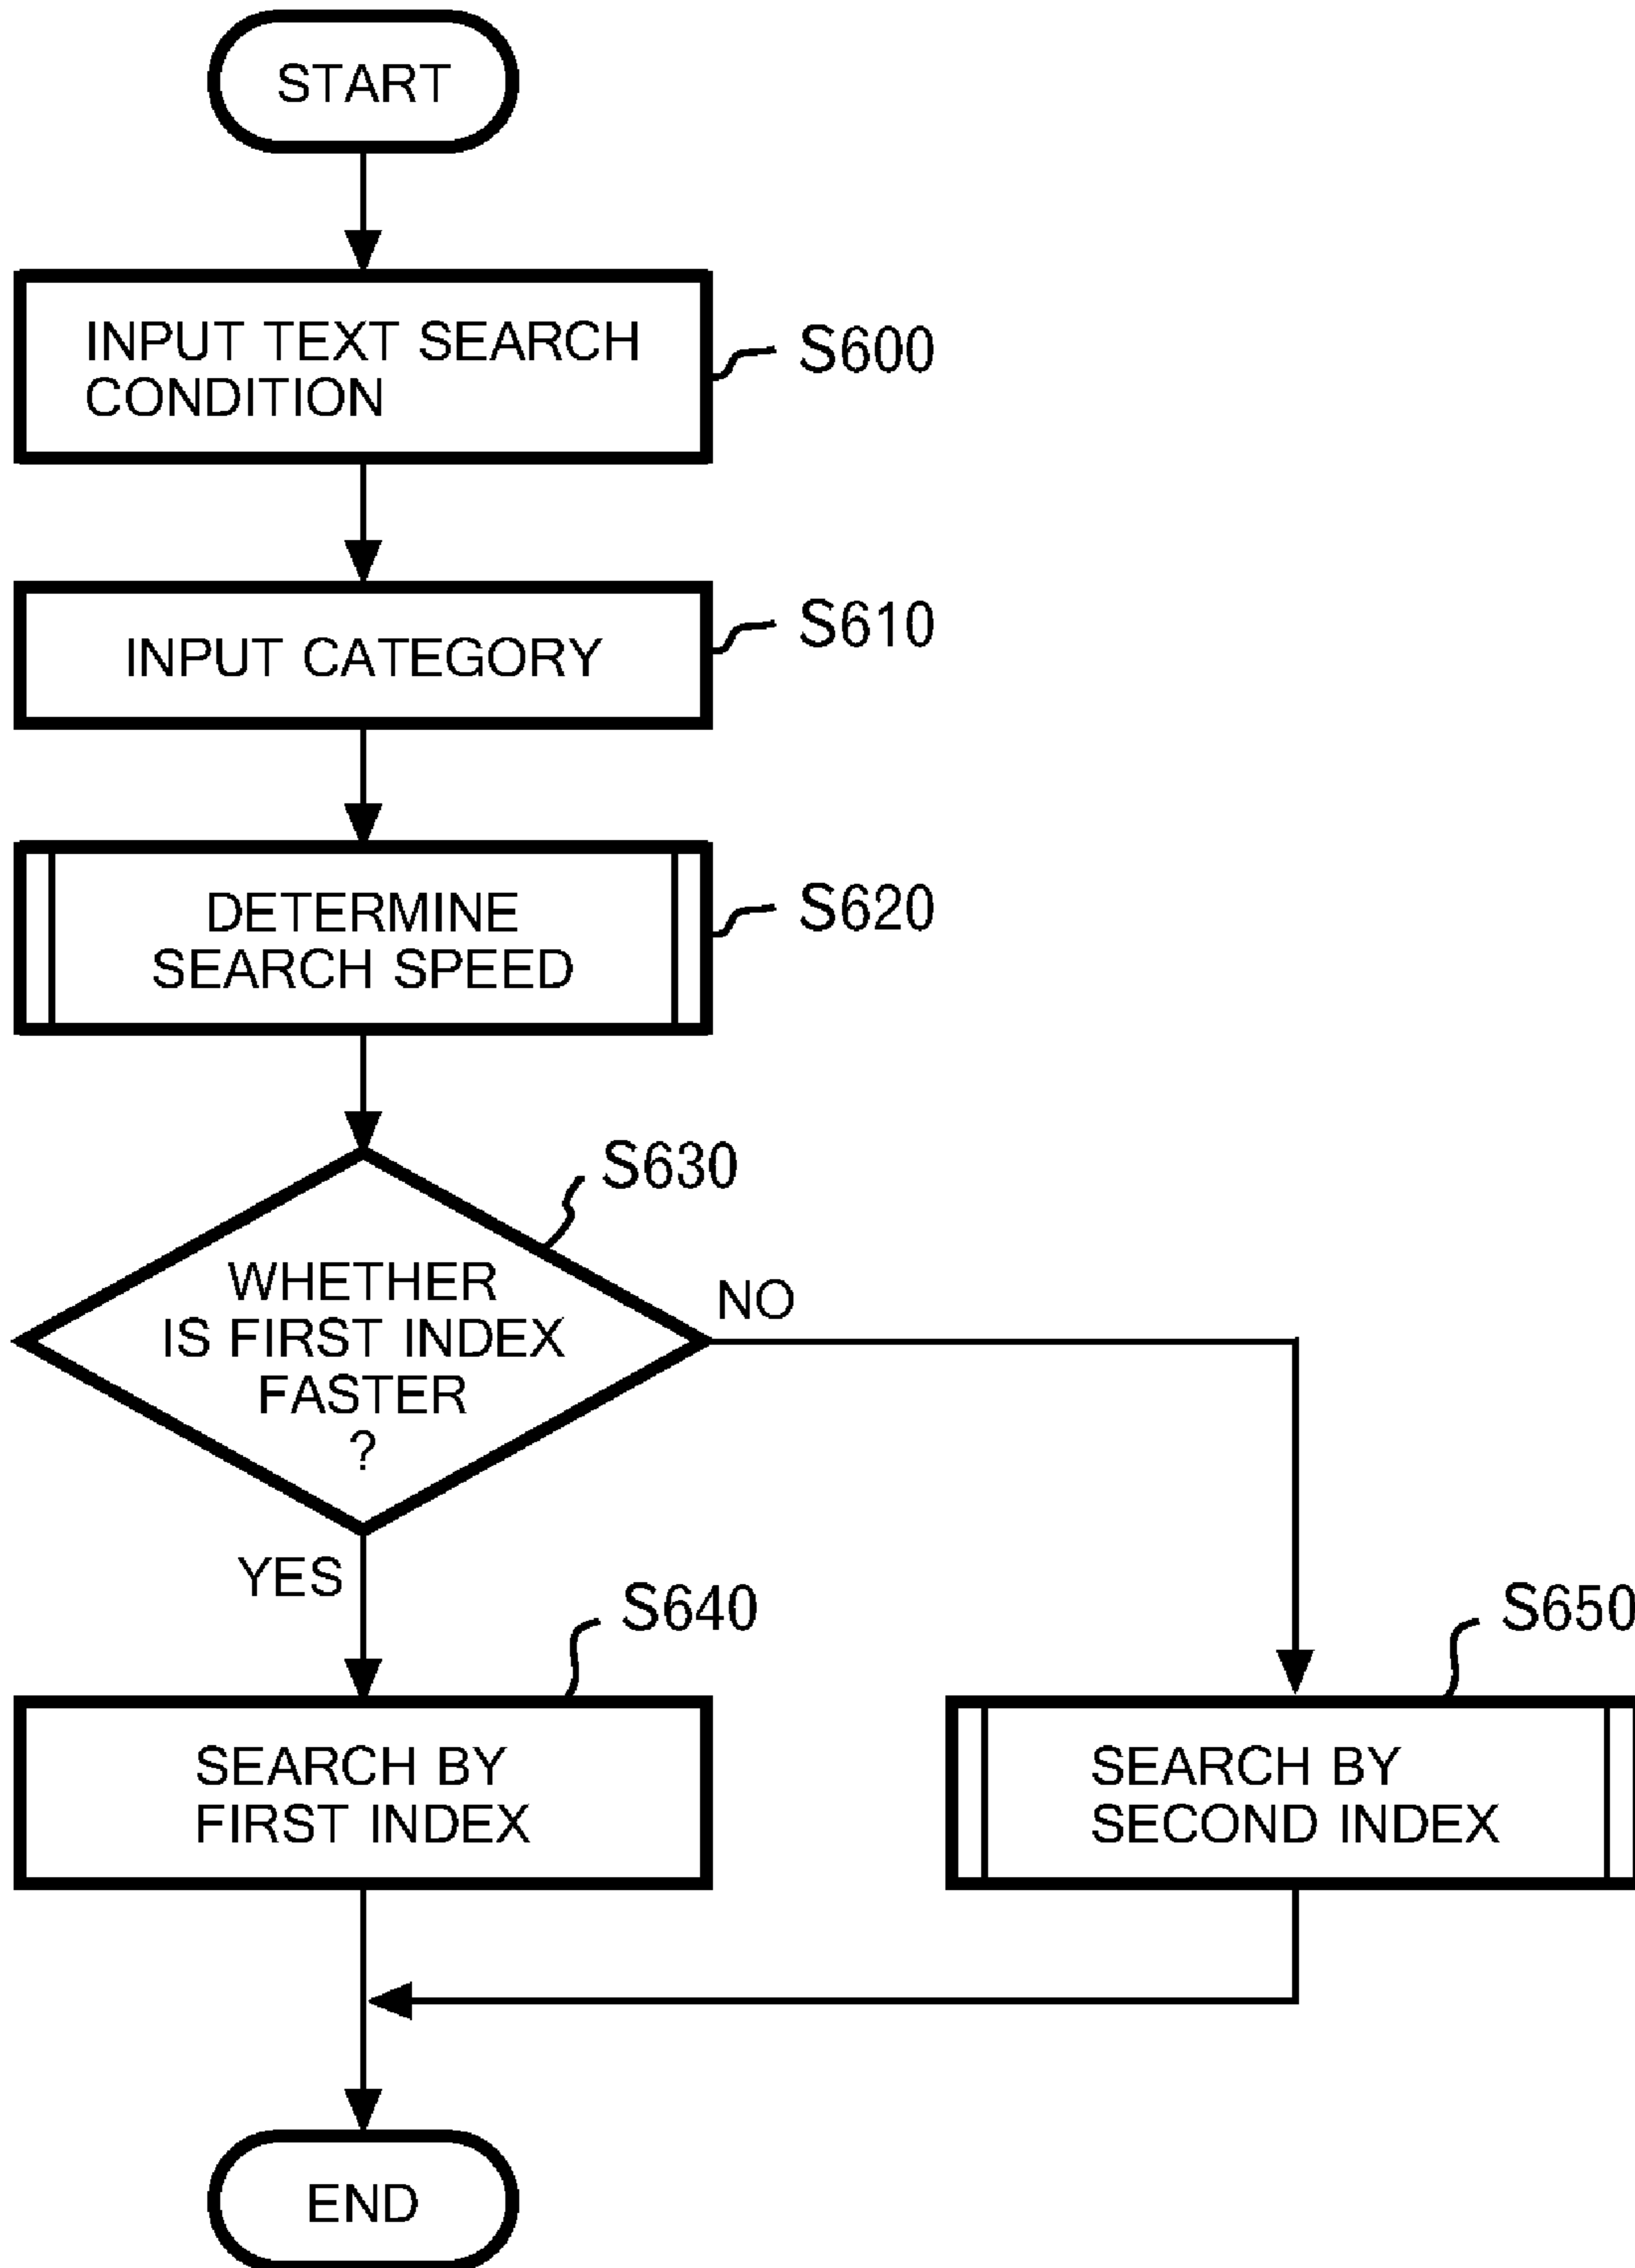 START
INPUT TEXT SEARCH
CONDITION
S600
INPUT CATEGORY
S610
DETERMINE
SEARCH SPEED
S620
S630
WHETHER
IS FIRST INDEX
FASTER
?
NO
YES
S640
SEARCH BY
FIRST INDEX
S650
SEARCH BY
SECOND INDEX
END